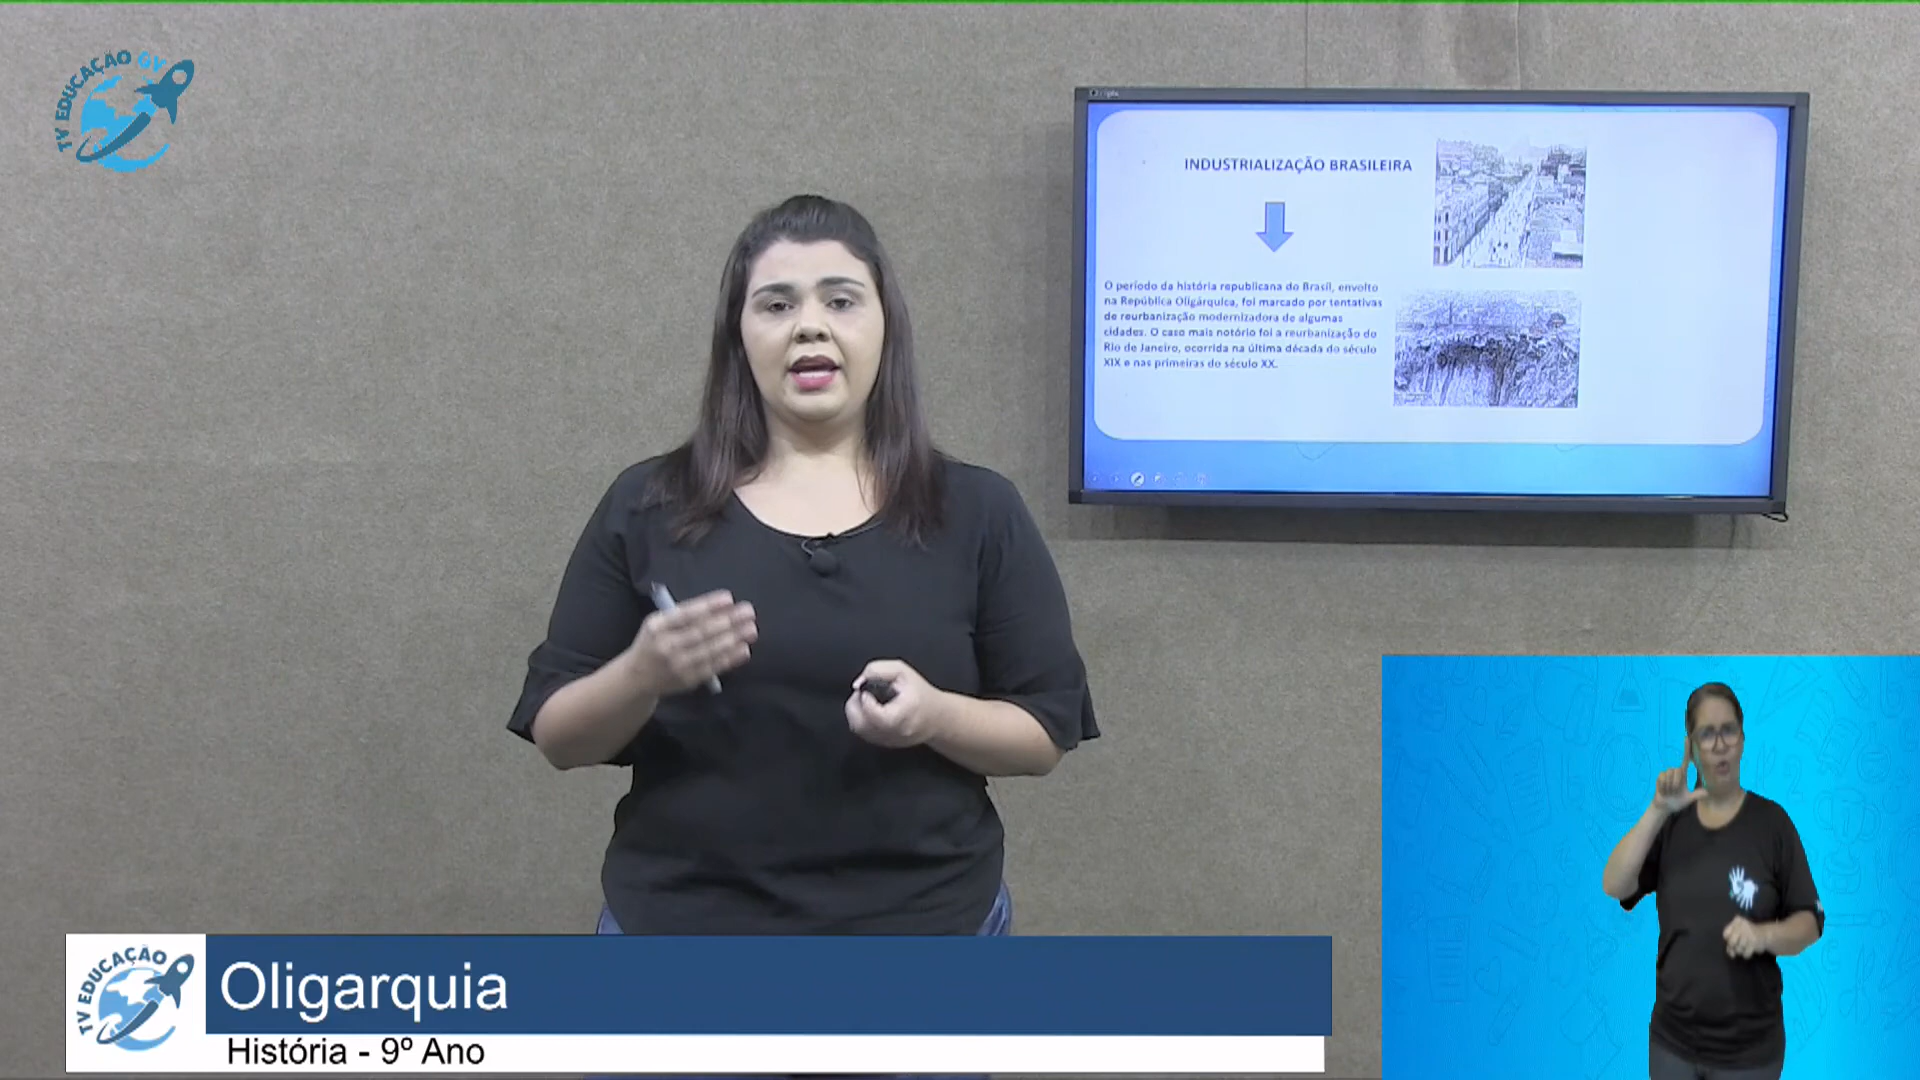 TV EDUCAÇÃO GV
INDUSTRIALIZAÇÃO BRASILEIRA
O período da história republicana do Brasil, envolto
na República Oligárquica, foi marcado por tentativas
de reurbanização modernizadora de algumas
cidades. O caso mais notório foi a reurbanização do
Rio de Janeiro, ocorrida na última década do século
XIX e nas primeiras do século XX.
TV EDUCAÇÃO
Oligarquia
História - 9º Ano